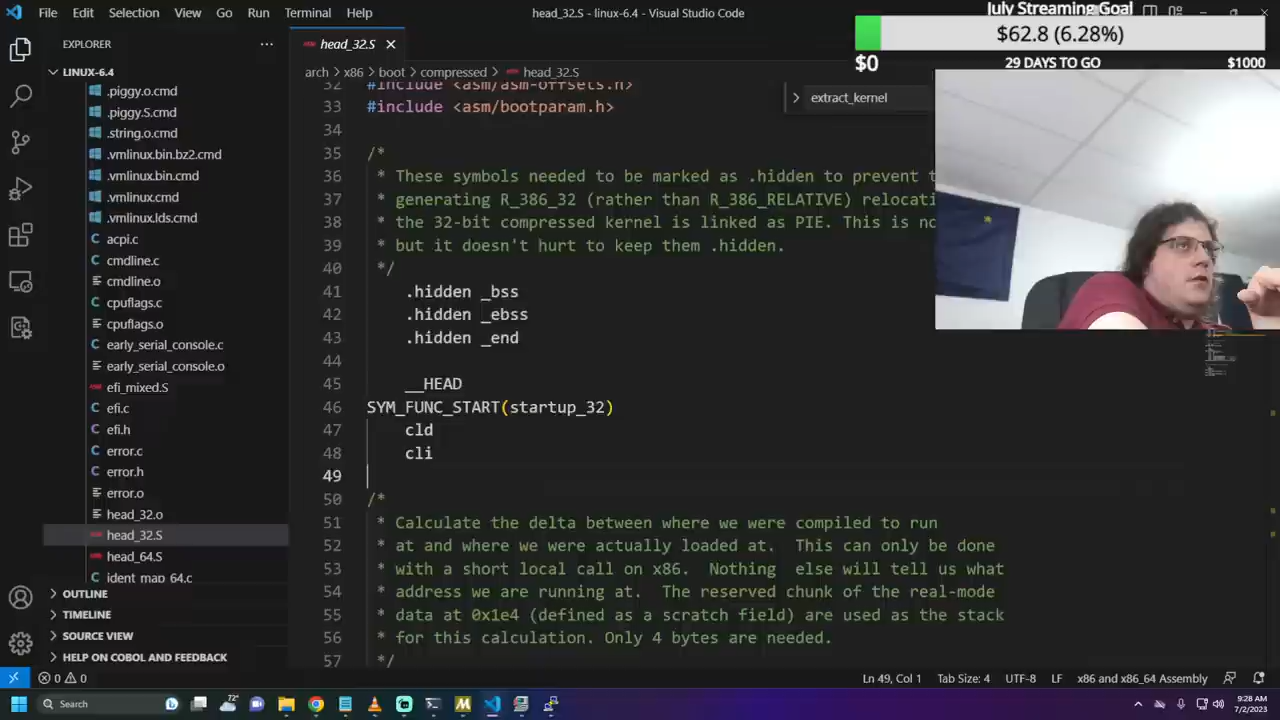 File Edit Selection View Go Run Terminal Help
head_32.S - linux-6.4 - Visual Studio Code
July Streaming Goal
$62.8 (6.28%)
$0 29 DAYS TO GO $1000
EXPLORER
LINUX-6.4
.piggy.o.cmd
.piggy.S.cmd
.string.o.cmd
.vmlinux.bin.bz2.cmd
.vmlinux.bin.cmd
.vmlinux.cmd
.vmlinux.lds.cmd
acpi.c
cmdline.c
cmdline.o
cpuflags.c
cpuflags.o
early_serial_console.c
early_serial_console.o
efi_mixed.S
efi.c
efi.h
error.c
error.h
error.o
head_32.o
head_32.S
head_64.S
ident_map_64.c
OUTLINE
TIMELINE
SOURCE VIEW
HELP ON COBOL AND FEEDBACK
head_32.S
arch > x86 > boot > compressed > head_32.S
extract_kernel
32 #include <asm/asm-offsets.h>
33 #include <asm/bootparam.h>
34
35 /*
36 * These symbols needed to be marked as .hidden to prevent t
37 * generating R_386_32 (rather than R_386_RELATIVE) relocati
38 * the 32-bit compressed kernel is linked as PIE. This is no
39 * but it doesn't hurt to keep them .hidden.
40 */
41 .hidden _bss
42 .hidden _ebss
43 .hidden _end
44
45 __HEAD
46 SYM_FUNC_START(startup_32)
47 cld
48 cli
49
50 /*
51 * Calculate the delta between where we were compiled to run
52 * at and where we were actually loaded at. This can only be done
53 * with a short local call on x86. Nothing else will tell us what
54 * address we are running at. The reserved chunk of the real-mode
55 * data at 0x1e4 (defined as a scratch field) are used as the stack
56 * for this calculation. Only 4 bytes are needed.
57 */
0 0 Ln 49, Col 1 Tab Size: 4 UTF-8 LF x86 and x86_64 Assembly
Search
72°
9:28 AM
7/2/2023